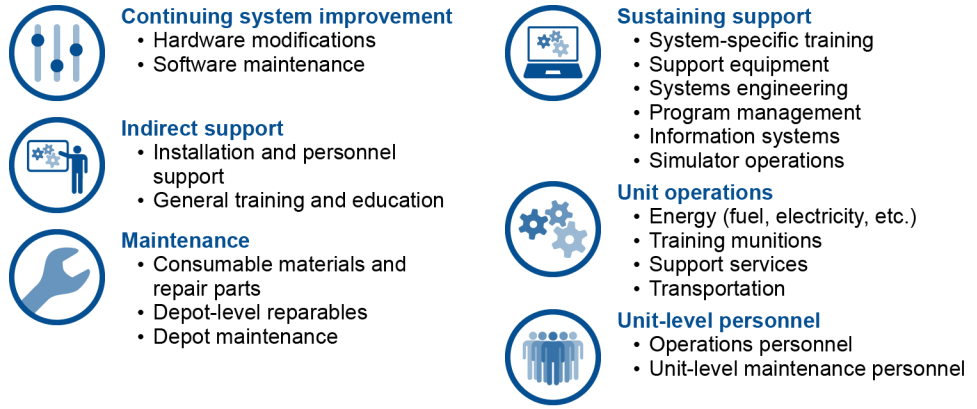 Continuing system improvement
• Hardware modifications
• Software maintenance
Indirect support
• Installation and personnel
support
• General training and education
Maintenance
• Consumable materials and
repair parts
• Depot-level reparables
• Depot maintenance
Sustaining support
• System-specific training
• Support equipment
• Systems engineering
• Program management
• Information systems
• Simulator operations
Unit operations
• Energy (fuel, electricity, etc.)
• Training munitions
• Support services
• Transportation
Unit-level personnel
• Operations personnel
• Unit-level maintenance personnel